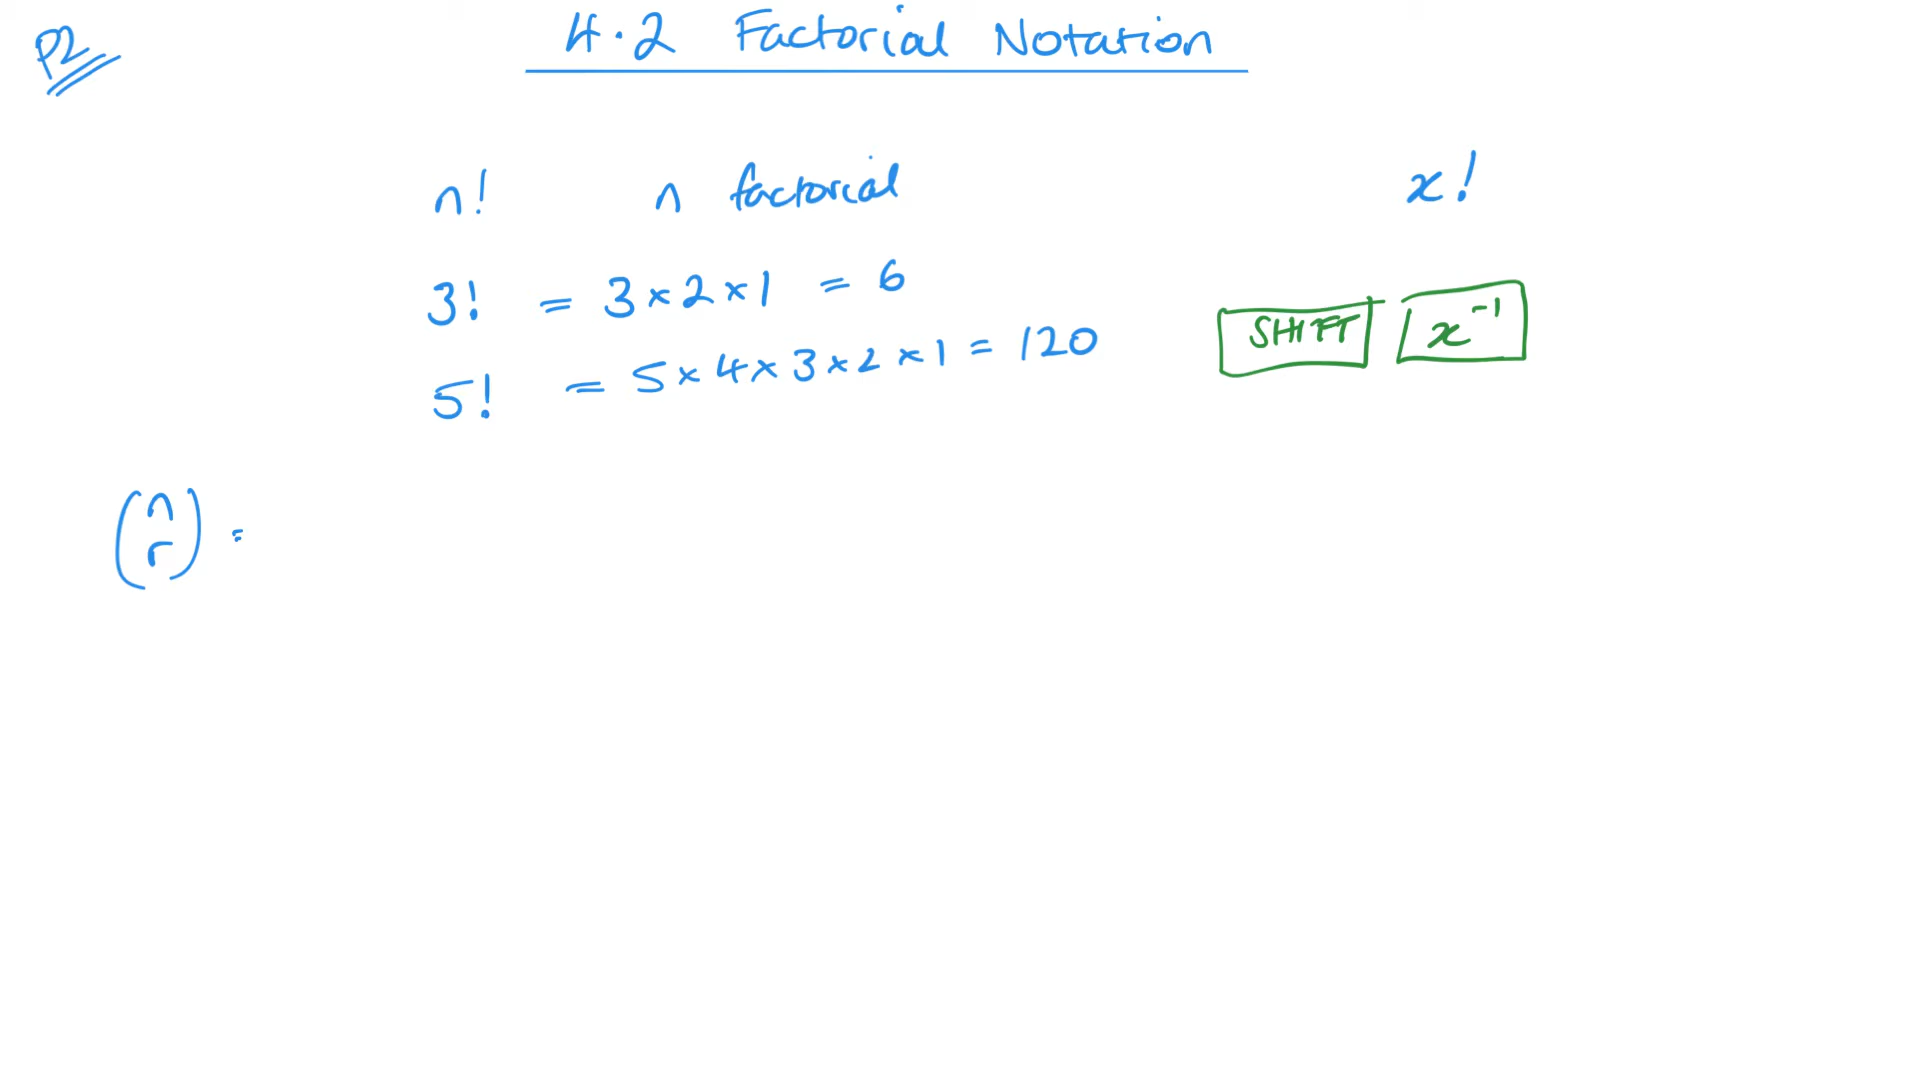 P2
4.2 Factorial Notation
n! n factorial x!
3! = 3×2×1 = 6
SHIFT x⁻¹
5! = 5×4×3×2×1 = 120
(n
r) =